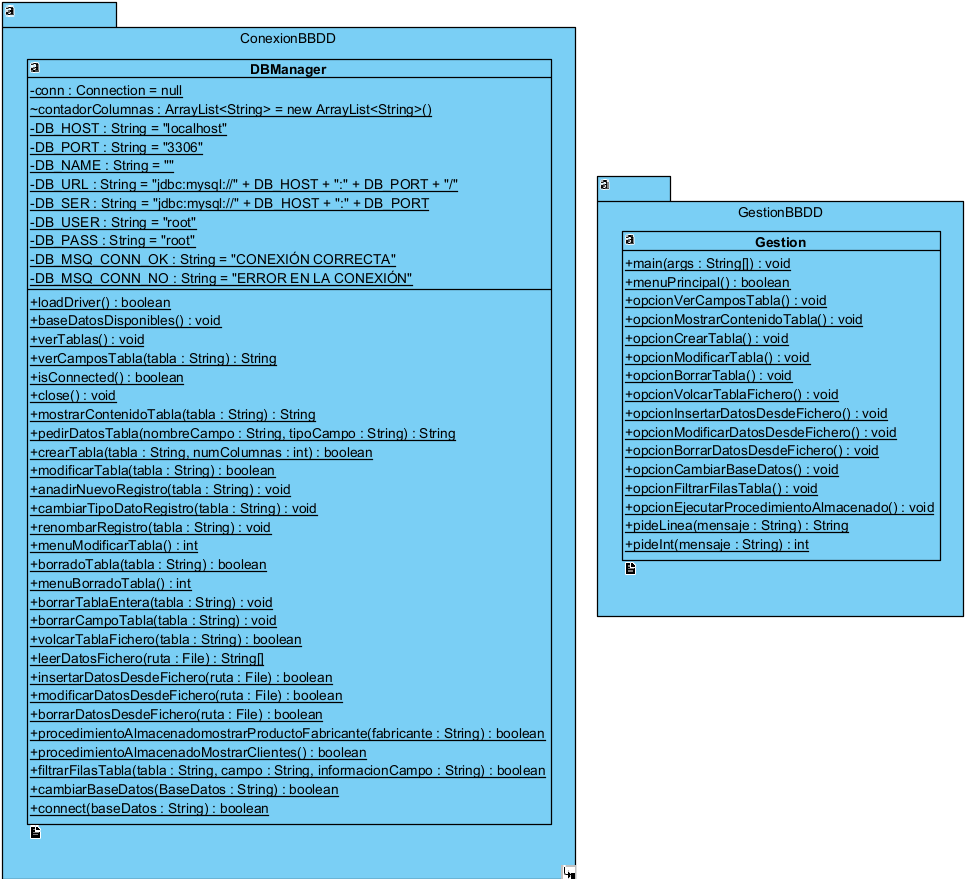 a
ConexionBBDD
a
DBManager
-conn : Connection = null
~contadorColumnas : ArrayList<String> = new ArrayList<String>()
-DB_HOST : String = "localhost"
-DB_PORT : String = "3306"
-DB_NAME : String = ""
-DB_URL : String = "jdbc:mysql://" + DB_HOST + ":" + DB_PORT + "/"
-DB_SER : String = "jdbc:mysql://" + DB_HOST + ":" + DB_PORT
-DB_USER : String = "root"
-DB_PASS : String = "root"
-DB_MSQ_CONN_OK : String = "CONEXIÓN CORRECTA"
-DB_MSQ_CONN_NO : String = "ERROR EN LA CONEXIÓN"
+loadDriver() : boolean
+baseDatosDisponibles() : void
+verTablas() : void
+verCamposTabla(tabla : String) : String
+isConnected() : boolean
+close() : void
+mostrarContenidoTabla(tabla : String) : String
+pedirDatosTabla(nombreCampo : String, tipoCampo : String) : String
+crearTabla(tabla : String, numColumnas : int) : boolean
+modificarTabla(tabla : String) : boolean
+anadirNuevoRegistro(tabla : String) : void
+cambiarTipoDatoRegistro(tabla : String) : void
+renombarRegistro(tabla : String) : void
+menuModificarTabla() : int
+borradoTabla(tabla : String) : boolean
+menuBorradoTabla() : int
+borrarTablaEntera(tabla : String) : void
+borrarCampoTabla(tabla : String) : void
+volcarTablaFichero(tabla : String) : boolean
+leerDatosFichero(ruta : File) : String[]
+insertarDatosDesdeFichero(ruta : File) : boolean
+modificarDatosDesdeFichero(ruta : File) : boolean
+borrarDatosDesdeFichero(ruta : File) : boolean
+procedimientoAlmacenadomostrarProductoFabricante(fabricante : String) : boolean
+procedimientoAlmacenadoMostrarClientes() : boolean
+filtrarFilasTabla(tabla : String, campo : String, informacionCampo : String) : boolean
+cambiarBaseDatos(BaseDatos : String) : boolean
+connect(baseDatos : String) : boolean
a
GestionBBDD
a
Gestion
+main(args : String[]) : void
+menuPrincipal() : boolean
+opcionVerCamposTabla() : void
+opcionMostrarContenidoTabla() : void
+opcionCrearTabla() : void
+opcionModificarTabla() : void
+opcionBorrarTabla() : void
+opcionVolcarTablaFichero() : void
+opcionInsertarDatosDesdeFichero() : void
+opcionModificarDatosDesdeFichero() : void
+opcionBorrarDatosDesdeFichero() : void
+opcionCambiarBaseDatos() : void
+opcionFiltrarFilasTabla() : void
+opcionEjecutarProcedimientoAlmacenado() : void
+pideLinea(mensaje : String) : String
+pideInt(mensaje : String) : int